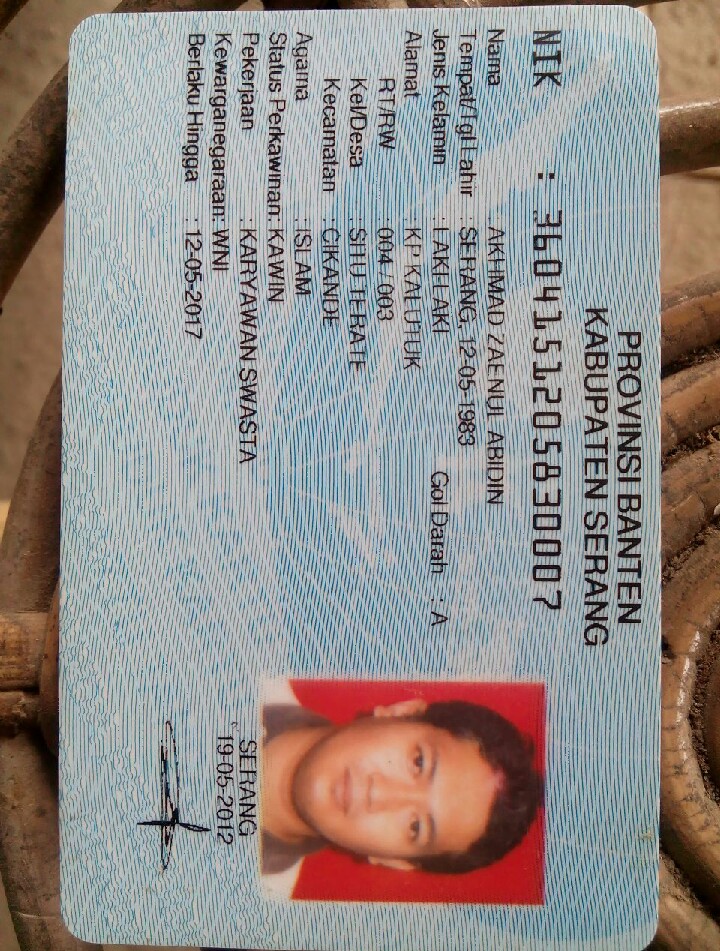 PROVINSI BANTEN
KABUPATEN SERANG
NIK : 3604151205830007
Nama : AKHMAD ZAENUL ABIDIN
Tempat/Tgl Lahir : SERANG, 12-05-1983
Jenis Kelamin : LAKI LAKI Gol Darah : A
Alamat : KP KALUTUK
RT/RW : 004 / 003
Kel/Desa : SITU TERATE
Kecamatan : CIKANDE
Agama : ISLAM
Status Perkawinan: KAWIN
Pekerjaan : KARYAWAN SWASTA
Kewarganegaraan: WNI
Berlaku Hingga : 12-05-2017
SERANG
19-05-2012